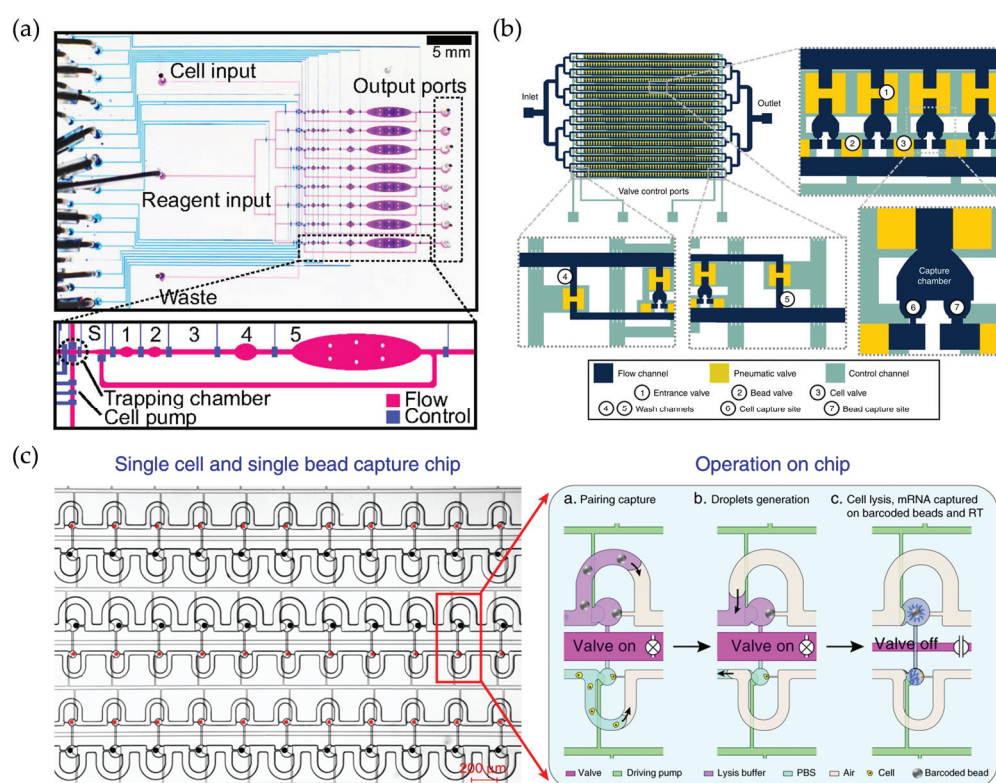 (a)
5 mm
Cell input
Output ports
Reagent input
Waste
S 1 2 3 4 5
Trapping chamber
Cell pump
Flow
Control
(b)
Inlet
Outlet
Valve control ports
1
2 3
4
5
Capture
chamber
6 7
Flow channel Pneumatic valve Control channel
1 Entrance valve 2 Bead valve 3 Cell valve
4 5 Wash channels 6 Cell capture site 7 Bead capture site
(c)
Single cell and single bead capture chip
200 μm
Operation on chip
a. Pairing capture b. Droplets generation c. Cell lysis, mRNA captured
on barcoded beads and RT
Valve on Valve on Valve off
Valve Driving pump Lysis buffer PBS Air Cell Barcoded bead